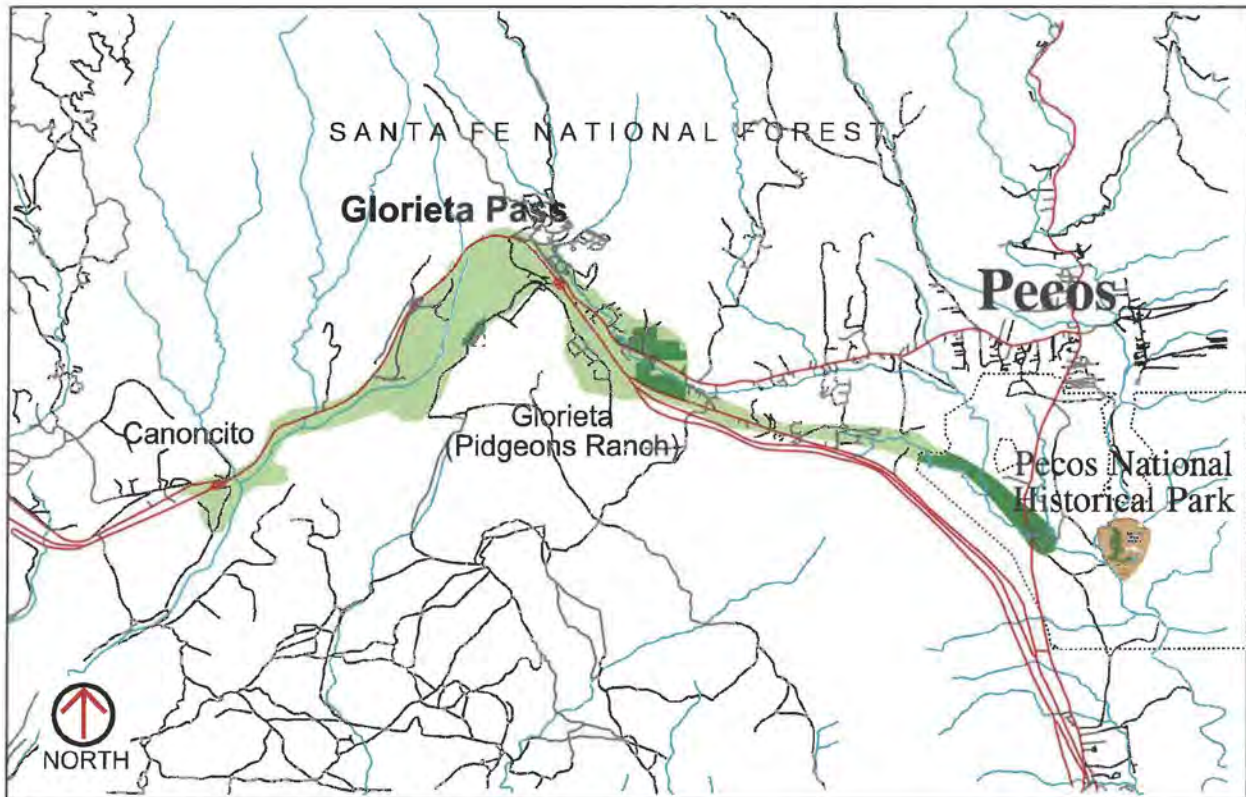 SANTA FE NATIONAL FOREST
Glorieta Pass
Pecos
Canoncito
Glorieta
(Pidgeons Ranch)
Pecos National
Historical Park
NORTH